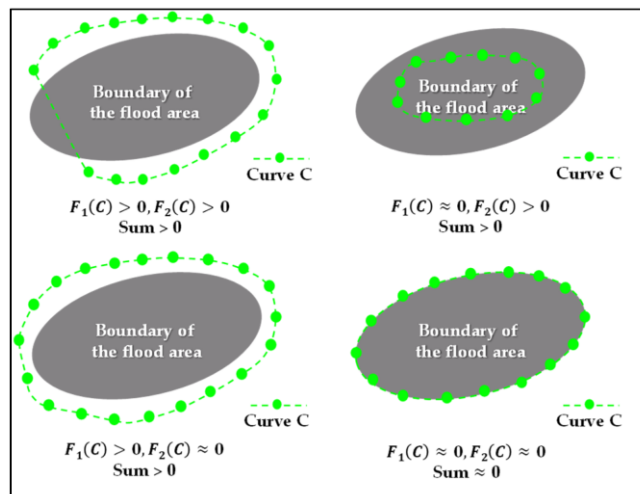 Boundary of
the flood area
Curve C
F₁(C) > 0, F₂(C) > 0
Sum > 0
Boundary of
the flood area
Curve C
F₁(C) ≈ 0, F₂(C) > 0
Sum > 0
Boundary of
the flood area
Curve C
F₁(C) > 0, F₂(C) ≈ 0
Sum > 0
Boundary of
the flood area
Curve C
F₁(C) ≈ 0, F₂(C) ≈ 0
Sum ≈ 0